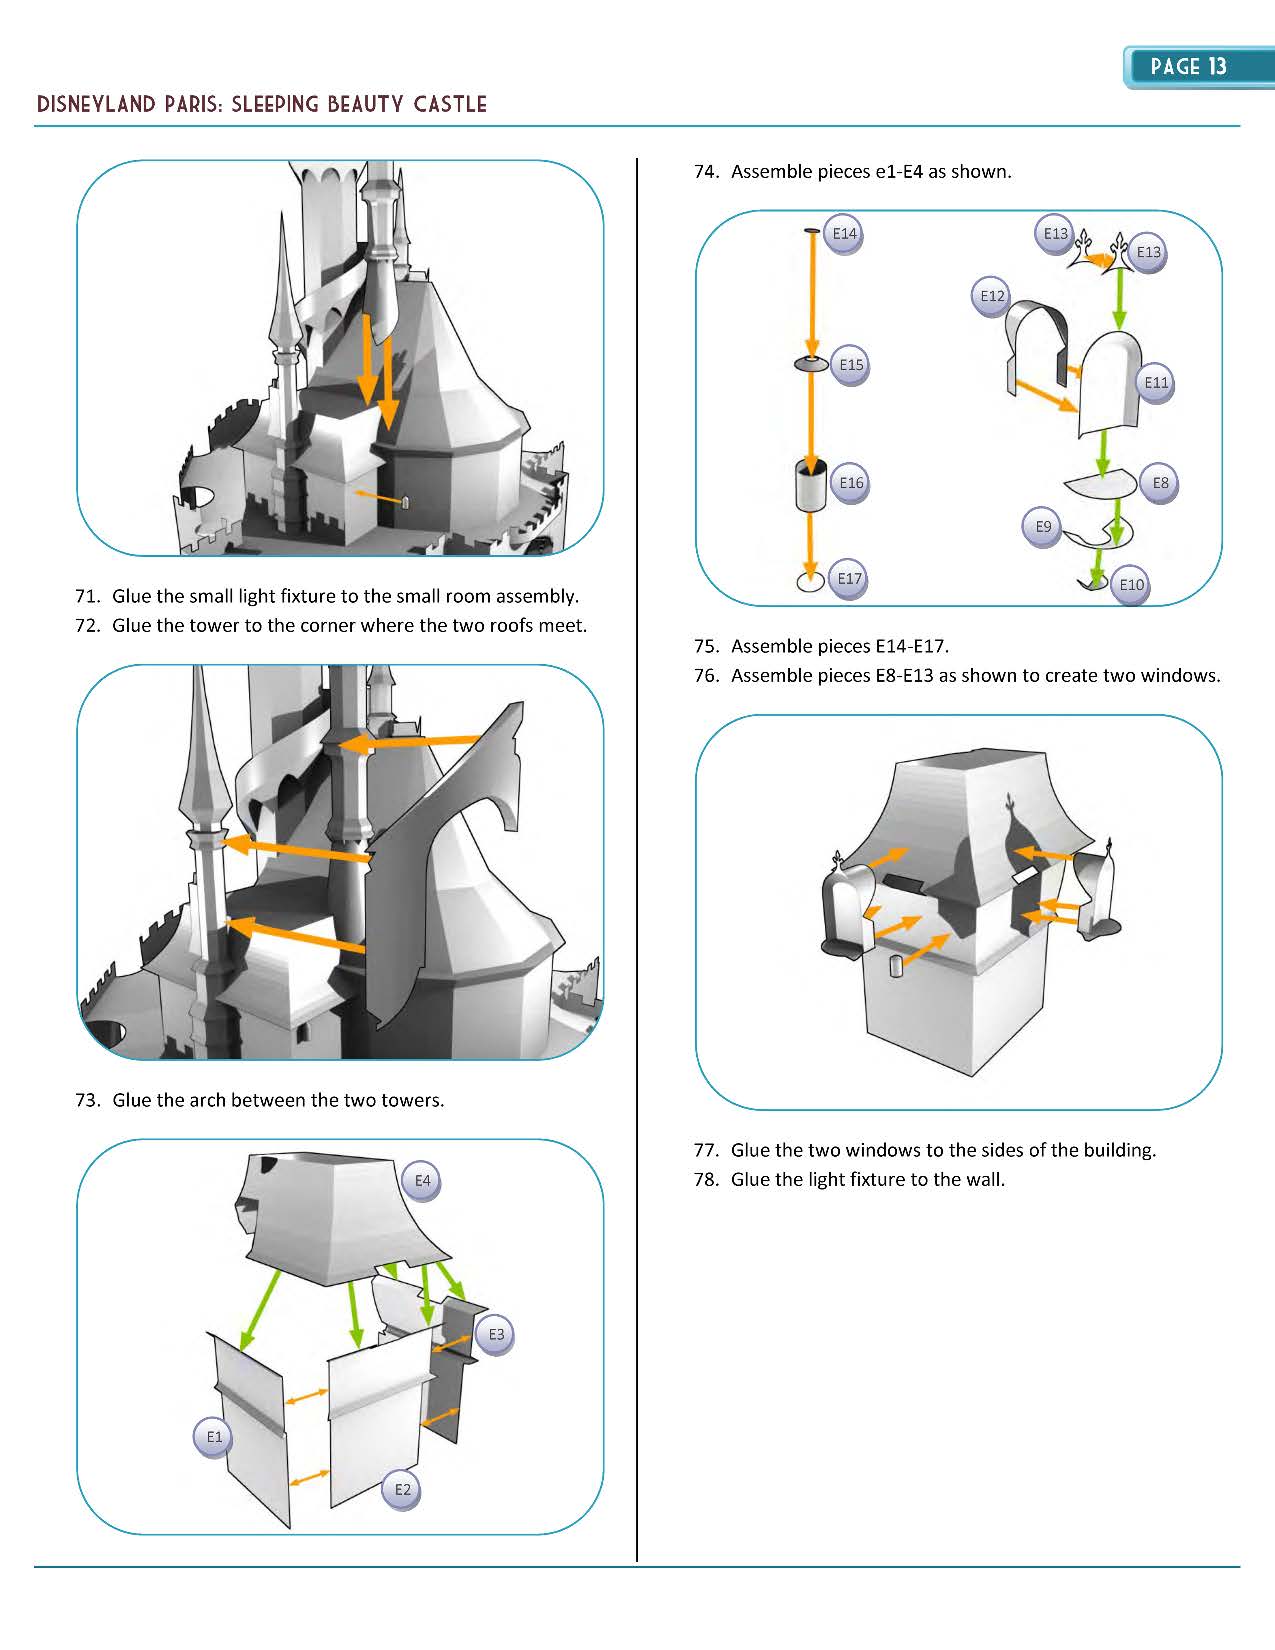 PAGE 13
DISNEYLAND PARIS: SLEEPING BEAUTY CASTLE
71. Glue the small light fixture to the small room assembly.
72. Glue the tower to the corner where the two roofs meet.
73. Glue the arch between the two towers.
E4
E3
E1
E2
74. Assemble pieces e1-E4 as shown.
E14
E13
E13
E12
E15
E11
E16
E8
E9
E17
E10
75. Assemble pieces E14-E17.
76. Assemble pieces E8-E13 as shown to create two windows.
77. Glue the two windows to the sides of the building.
78. Glue the light fixture to the wall.